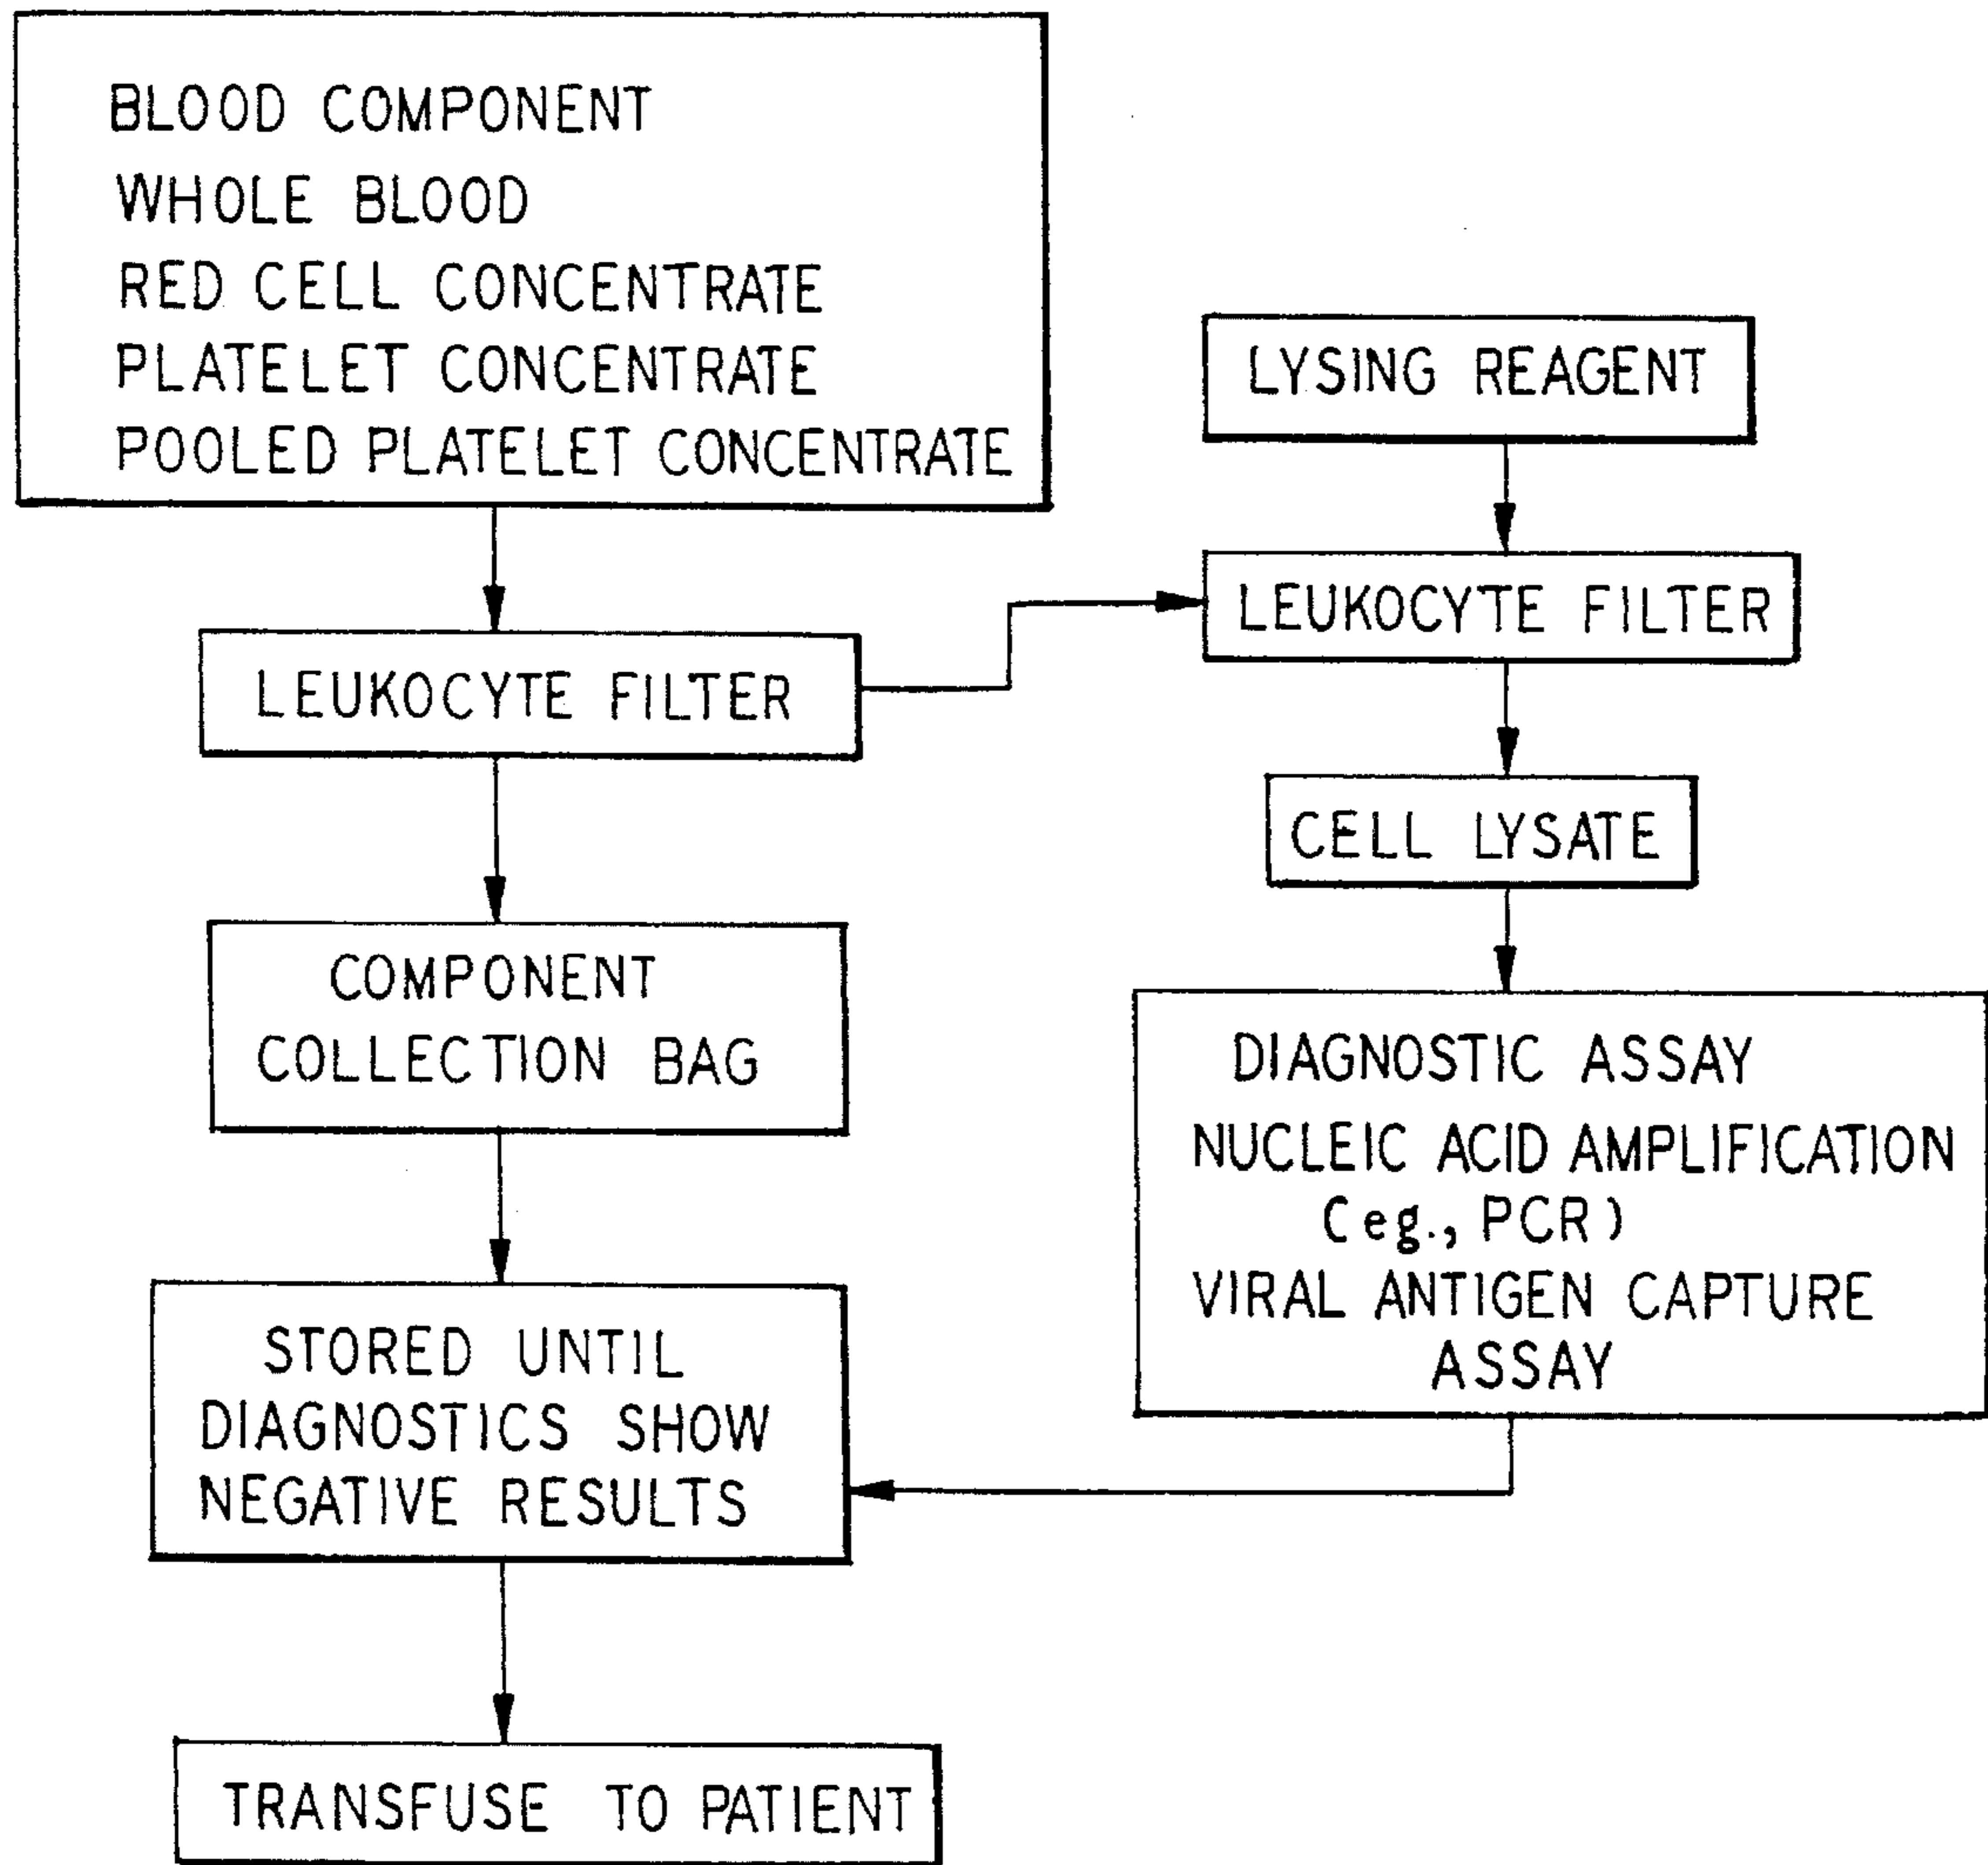 BLOOD COMPONENT
WHOLE BLOOD
RED CELL CONCENTRATE
PLATELET CONCENTRATE
POOLED PLATELET CONCENTRATE
LYSING REAGENT
LEUKOCYTE FILTER
LEUKOCYTE FILTER
CELL LYSATE
COMPONENT
COLLECTION BAG
DIAGNOSTIC ASSAY
NUCLEIC ACID AMPLIFICATION
(eg., PCR)
VIRAL ANTIGEN CAPTURE
ASSAY
STORED UNTIL
DIAGNOSTICS SHOW
NEGATIVE RESULTS
TRANSFUSE TO PATIENT